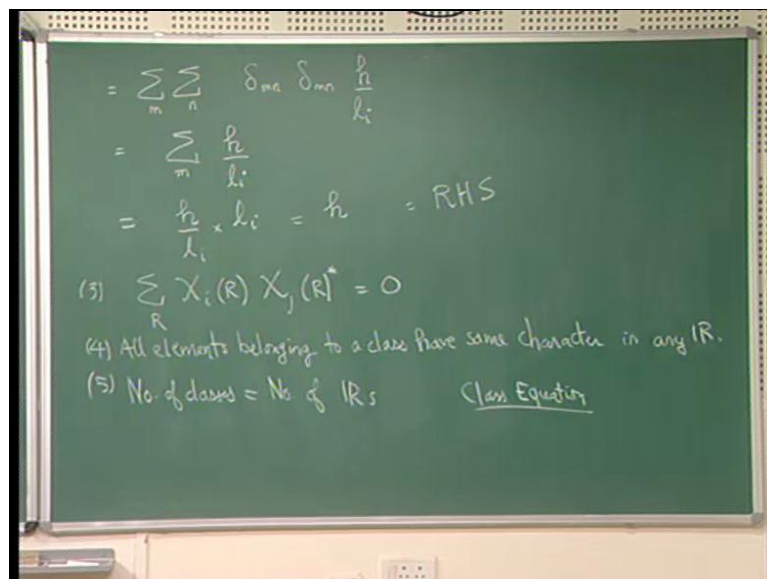 = Σ_m Σ_n δ_mn δ_mn h/l_i
= Σ_m h/l_i
= h/l_i × l_i = h = RHS
(3) Σ_R χ_i(R) χ_j(R)* = 0
(4) All elements belonging to a class have same character in any IR.
(5) No. of classes = No. of IRs Class Equation